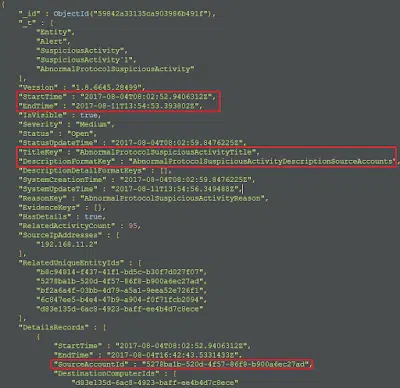 {
"_id" : ObjectId("59842a33135ca903986b491f"),
"_t" : [
"Entity",
"Alert",
"SuspiciousActivity",
"SuspiciousActivity`1",
"AbnormalProtocolSuspiciousActivity"
],
"Version" : "1.8.6645.28499",
"StartTime" : "2017-08-04T08:02:52.9406312Z",
"EndTime" : "2017-08-11T13:54:53.393802Z",
"IsVisible" : true,
"Severity" : "Medium",
"Status" : "Open",
"StatusUpdateTime" : "2017-08-04T08:02:59.8476225Z",
"TitleKey" : "AbnormalProtocolSuspiciousActivityTitle",
"DescriptionFormatKey" : "AbnormalProtocolSuspiciousActivityDescriptionSourceAccounts",
"DescriptionDetailFormatKeys" : [],
"SystemCreationTime" : "2017-08-04T08:02:59.8476225Z",
"SystemUpdateTime" : "2017-08-11T13:54:56.349488Z",
"ReasonKey" : "AbnormalProtocolSuspiciousActivityReason",
"EvidenceKeys" : {},
"HasDetails" : true,
"RelatedActivityCount" : 95,
"SourceIpAddresses" : [
"192.168.11.2"
],
"RelatedUniqueEntityIds" : [
"b8c94814-f437-41f1-bd5c-b30f7d027f07",
"5278ba1b-520d-4f57-86f8-b900a6ec27ad",
"bf2a6e4f-03bb-4d79-a5a1-9eea52e726f1",
"6c847ee5-b4e4-47b9-a904-f0f71fcb2094",
"d83e135d-6ac8-4923-baff-ee4b4d7c8ece"
],
"DetailsRecords" : [
{
"StartTime" : "2017-08-04T08:02:52.9406312Z",
"EndTime" : "2017-08-04T16:42:43.5331433Z",
"SourceAccountId" : "5278ba1b-520d-4f57-86f8-b900a6ec27ad",
"DestinationComputerIds" : [
"d83e135d-6ac8-4923-baff-ee4b4d7c8ece"